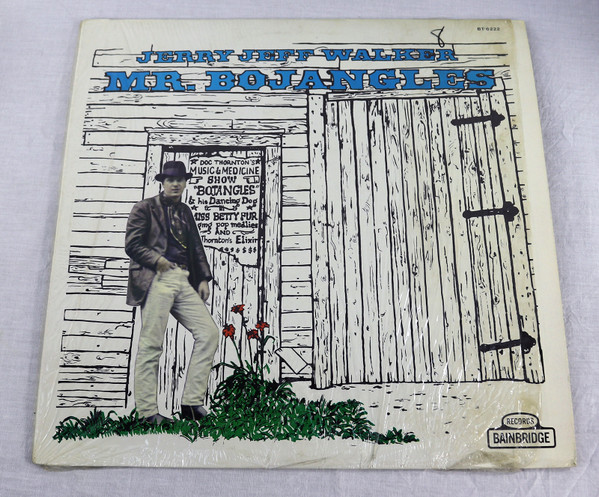 8
JERRY JEFF WALKER
MR. BOJANGLES
DOC THORNTON'S
MUSIC & MEDICINE
SHOW
"BOJANGLES"
& his Dancing Dog
MISS BETTY FUR
pop medlies
AND
Thornton's Elixir
$$$$$
RECORDS
BAINBRIDGE